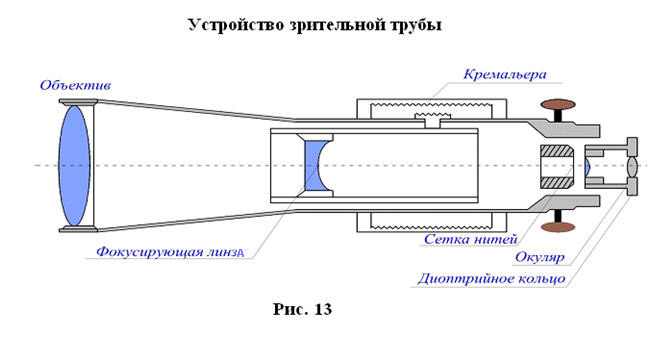 Устройство зрительной трубы
Кремальера
Объектив
Сетка нитей
Фокусирующая линза
Окуляр
Диоптрийное кольцо
Рис. 13